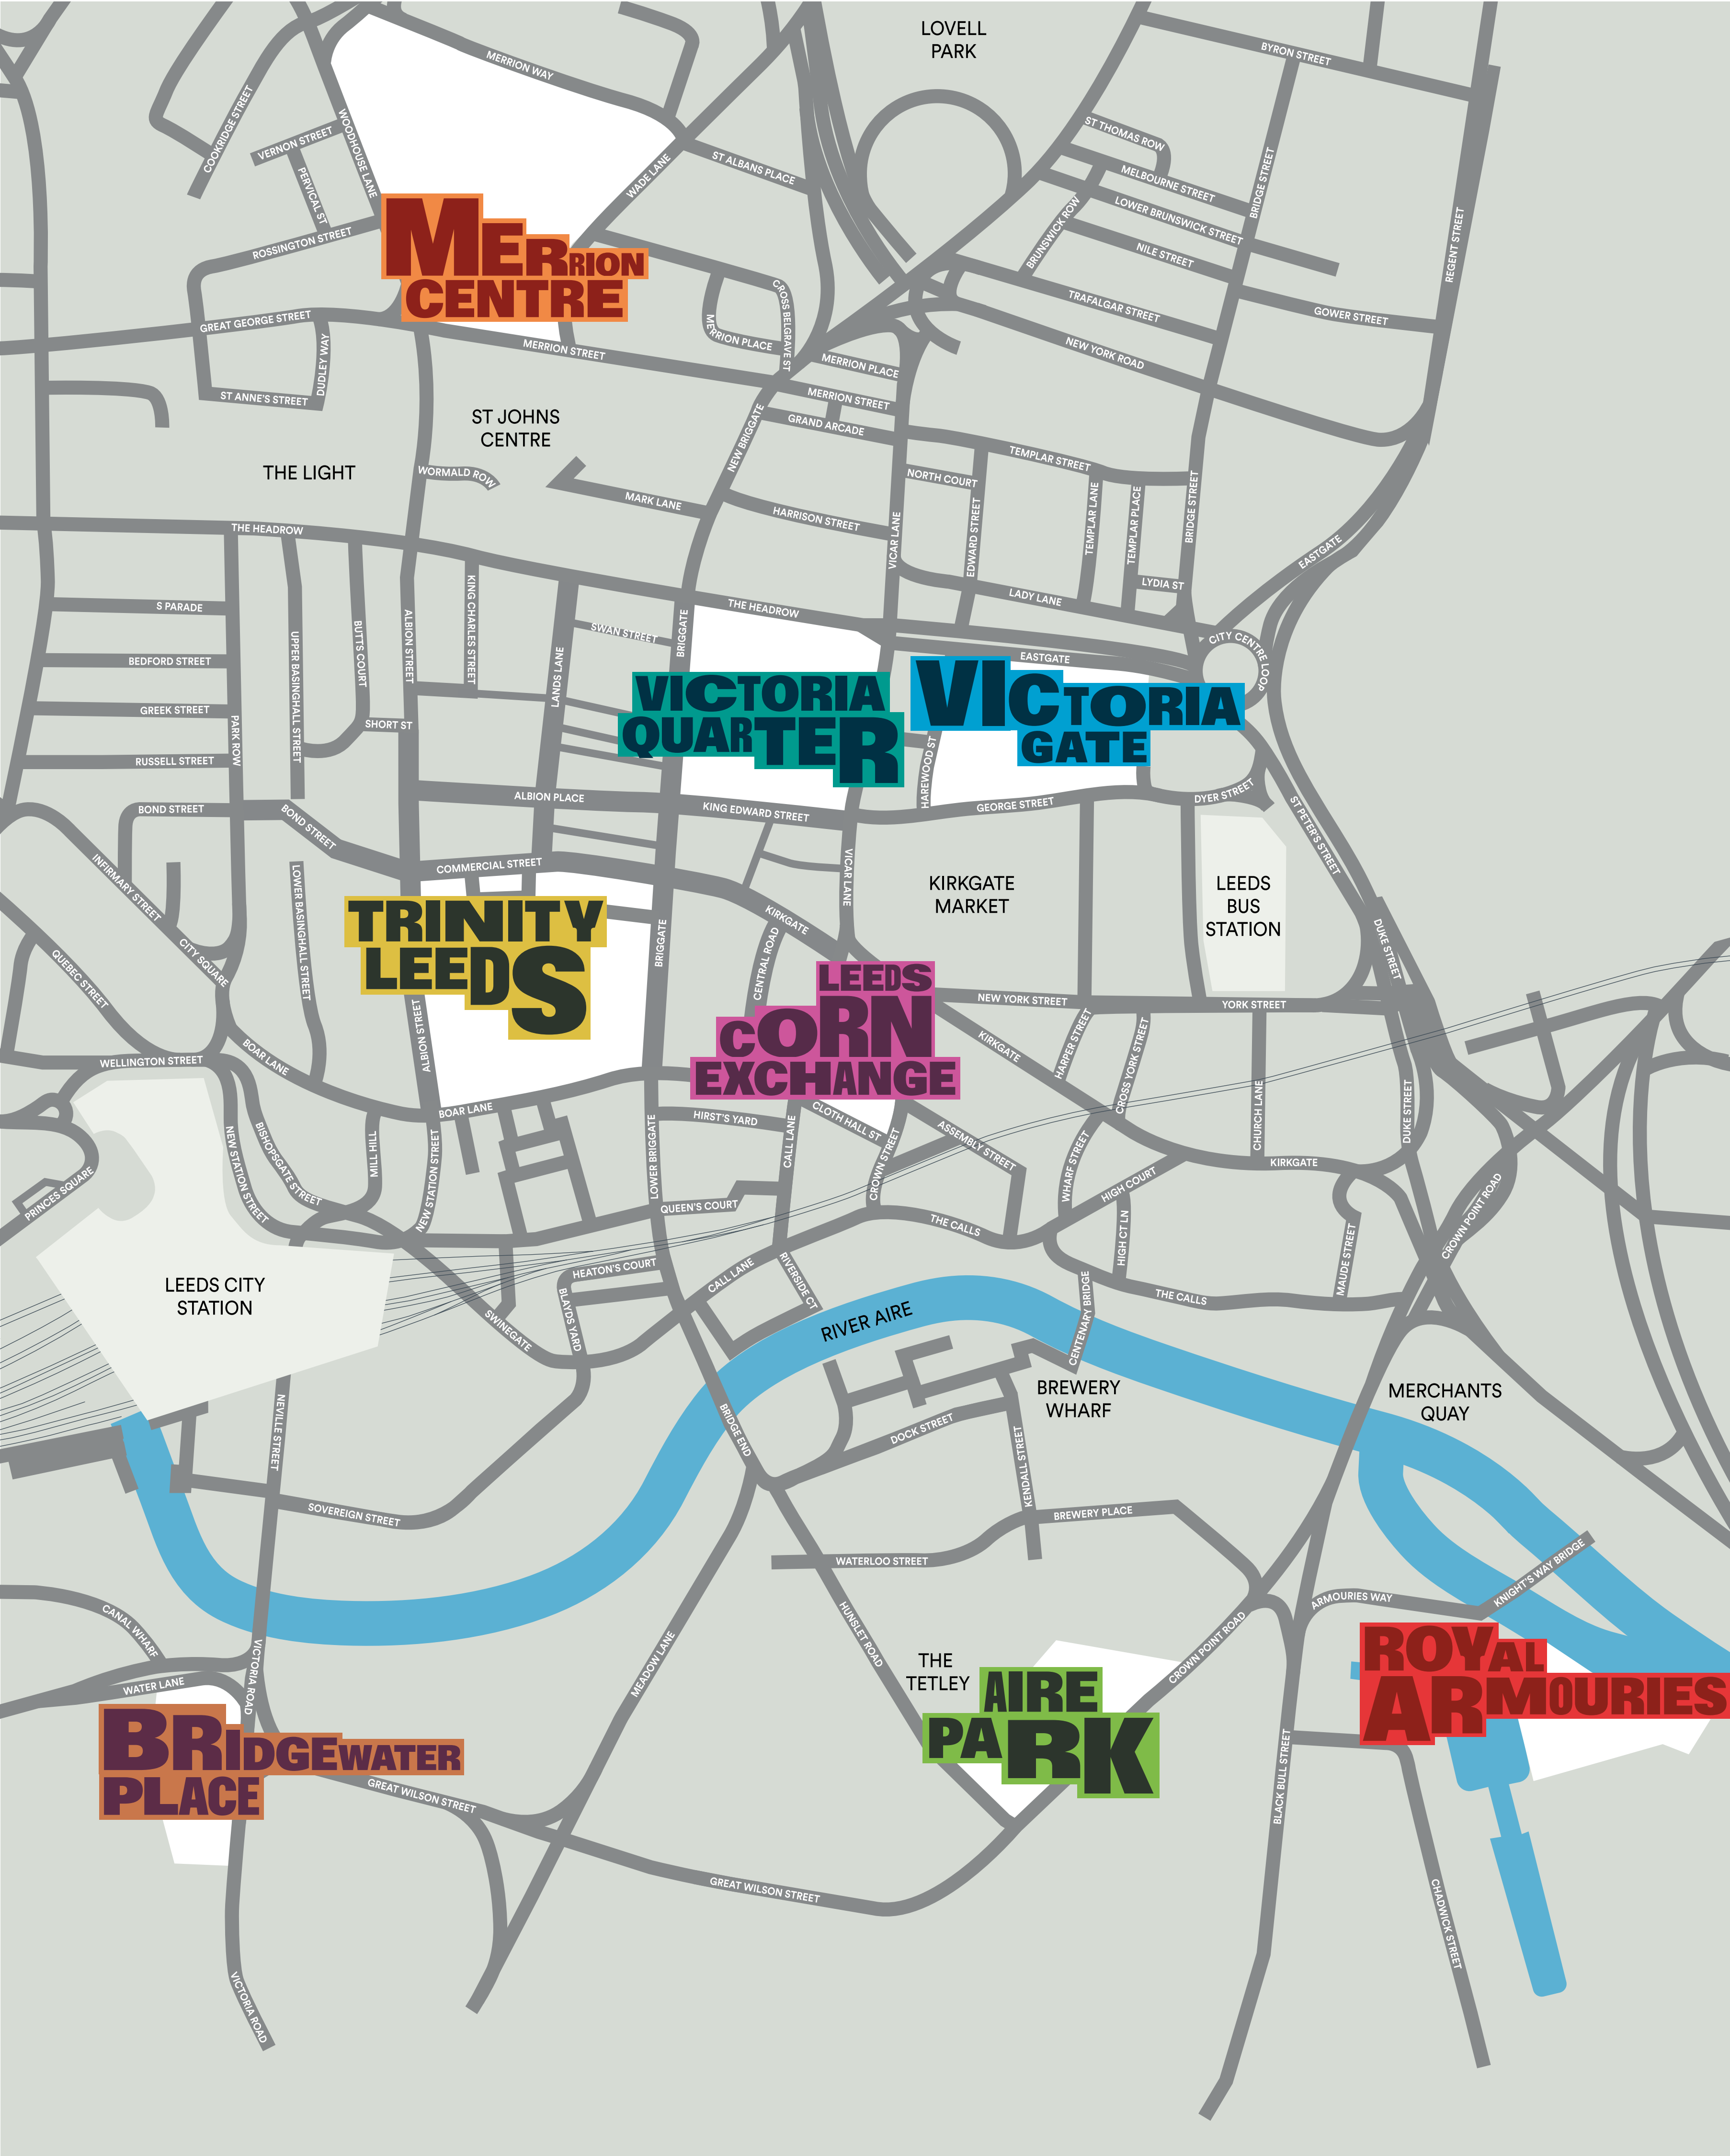 LOVELL
PARK
BYRON STREET
MERRION WAY
COOKRIDGE STREET
WOODHOUSE LANE
VERNON STREET
PERVICAL ST
WADE LANE
ST ALBANS PLACE
ST THOMAS ROW
MELBOURNE STREET
LOWER BRUNSWICK STREET
BRIDGE STREET
BRUNSWICK ROW
NILE STREET
REGENT STREET
ROSSINGTON STREET
MERRION
CENTRE
TRAFALGAR STREET
GOWER STREET
CROSS BELGRAVE ST
MERRION PLACE
GREAT GEORGE STREET
DUDLEY WAY
ST ANNE'S STREET
MERRION STREET
MERRION PLACE
MERRION STREET
GRAND ARCADE
NEW YORK ROAD
NEW BRIGGATE
ST JOHNS
CENTRE
THE LIGHT
WORMALD ROW
MARK LANE
HARRISON STREET
VICAR LANE
NORTH COURT
TEMPLAR STREET
EDWARD STREET
TEMPLAR LANE
TEMPLAR PLACE
BRIDGE STREET
LYDIA ST
LADY LANE
EASTGATE
THE HEADROW
THE HEADROW
EASTGATE
CITY CENTRE LOOP
S PARADE
BEDFORD STREET
GREEK STREET
RUSSELL STREET
PARK ROW
UPPER BASINGHALL STREET
BUTTS COURT
SHORT ST
ALBION STREET
KING CHARLES STREET
LANDS LANE
SWAN STREET
BRIGGATE
VICTORIA
QUARTER
VICTORIA
GATE
HAREWOOD ST
BOND STREET
BOND STREET
ALBION PLACE
KING EDWARD STREET
GEORGE STREET
DYER STREET
ST PETER'S STREET
COMMERCIAL STREET
INFIRMARY STREET
CITY SQUARE
QUEBEC STREET
LOWER BASINGHALL STREET
VICAR LANE
KIRKGATE
MARKET
LEEDS
BUS
STATION
TRINITY
LEEDS
BRIGGATE
KIRKGATE
CENTRAL ROAD
DUKE STREET
LEEDS
CORN
EXCHANGE
NEW YORK STREET
YORK STREET
KIRKGATE
HARPER STREET
CROSS YORK STREET
CHURCH LANE
DUKE STREET
WELLINGTON STREET
BOAR LANE
ALBION STREET
BOAR LANE
NEW STATION STREET
BISHOPSGATE STREET
MILL HILL
NEW STATION STREET
LOWER BRIGGATE
HIRST'S YARD
CALL LANE
CLOTH HALL ST
CROWN STREET
ASSEMBLY STREET
WHARF STREET
HIGH COURT
KIRKGATE
PRINCES SQUARE
QUEEN'S COURT
THE CALLS
HIGH CT LN
MAUDE STREET
CROWN POINT ROAD
LEEDS CITY
STATION
HEATON'S COURT
BLAYDS YARD
CALL LANE
RIVERSIDE CT
SWINEGATE
RIVER AIRE
CENTENARY BRIDGE
THE CALLS
BREWERY
WHARF
MERCHANTS
QUAY
NEVILLE STREET
BRIDGE END
DOCK STREET
KENDALL STREET
SOVEREIGN STREET
BREWERY PLACE
WATERLOO STREET
KNIGHT'S WAY BRIDGE
ARMOURIES WAY
CANAL WHARF
VICTORIA ROAD
WATER LANE
MEADOW LANE
HUNSLET ROAD
CROWN POINT ROAD
THE
TETLEY
AIRE
PARK
ROYAL
ARMOURIES
BRIDGEWATER
PLACE
GREAT WILSON STREET
BLACK BULL STREET
GREAT WILSON STREET
CHADWICK STREET
VICTORIA ROAD